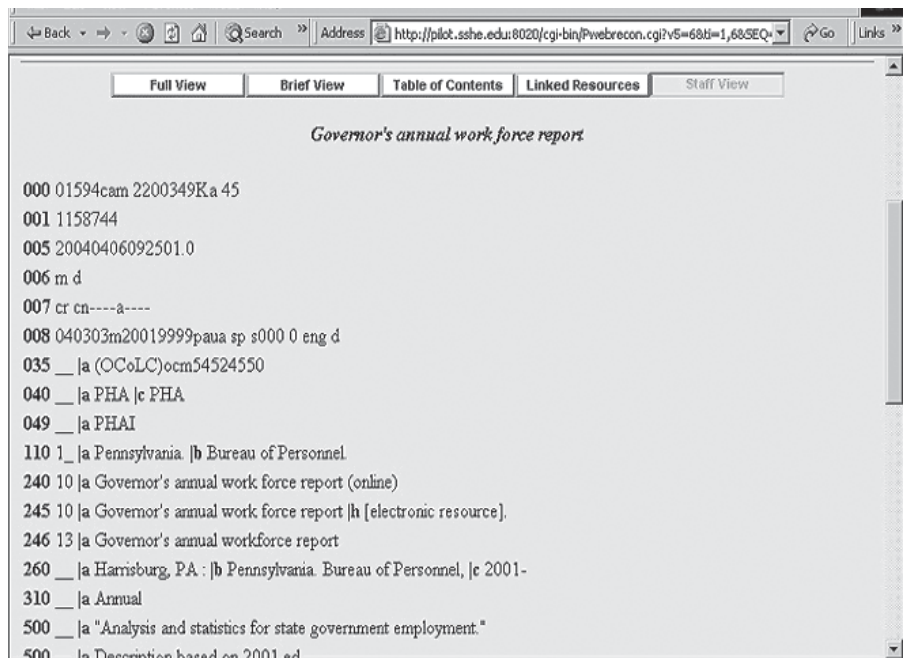 Back Search » Address http://pilot.sshe.edu:8020/cgi-bin/Pwebrecon.cgi?v5=6&ti=1,6&SEQ= Go Links »
Full View Brief View Table of Contents Linked Resources Staff View
Governor's annual work force report
000 01594cam 2200349Ka 45
001 1158744
005 20040406092501.0
006 m d
007 cr cn----a----
008 040303m20019999paua sp s000 0 eng d
035 __ |a (OCoLC)ocm54524550
040 __ |a PHA |c PHA
049 __ |a PHAI
110 1_ |a Pennsylvania. |b Bureau of Personnel.
240 10 |a Governor's annual work force report (online)
245 10 |a Governor's annual work force report |h [electronic resource].
246 13 |a Governor's annual workforce report
260 __ |a Harrisburg, PA : |b Pennsylvania. Bureau of Personnel, |c 2001-
310 __ |a Annual
500 __ |a "Analysis and statistics for state government employment."
500 __ |a Description based on 2001 ed.